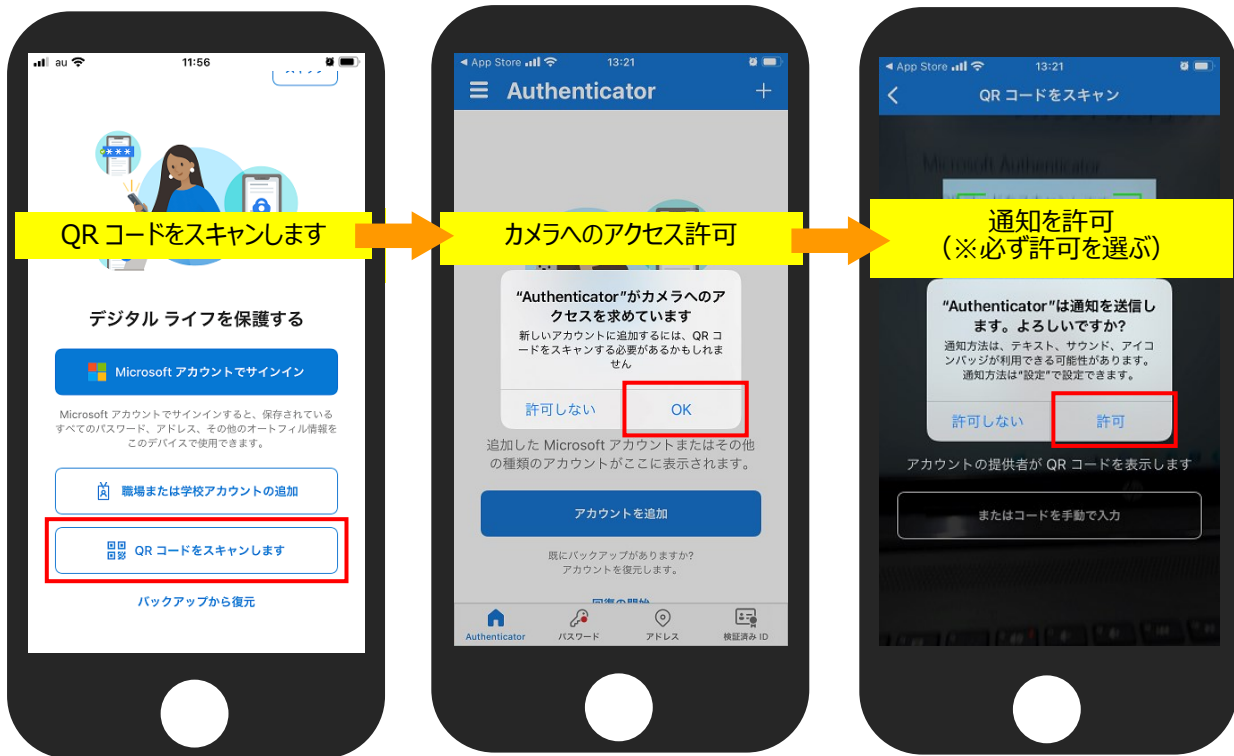 au
11:56
QR コードをスキャンします
デジタル ライフを保護する
Microsoft アカウントでサインイン
Microsoft アカウントでサインインすると、保存されている
すべてのパスワード、アドレス、その他のオートフィル情報を
このデバイスで使用できます。
職場または学校アカウントの追加
QR コードをスキャンします
バックアップから復元
App Store
13:21
Authenticator
カメラへのアクセス許可
"Authenticator"がカメラへのア
クセスを求めています
新しいアカウントに追加するには、QR コ
ードをスキャンする必要があるかもしれま
せん
許可しない
OK
追加した Microsoft アカウントまたはその他
の種類のアカウントがここに表示されます。
アカウントを追加
既にバックアップがありますか?
アカウントを復元します。
回復の開始
Authenticator
パスワード
アドレス
検証済み ID
App Store
13:21
QR コードをスキャン
Microsoft Authenticator
通知を許可
（※必ず許可を選ぶ）
"Authenticator"は通知を送信し
ます。よろしいですか?
通知方法は、テキスト、サウンド、アイコ
ンバッジが利用できる可能性があります。
通知方法は"設定"で設定できます。
許可しない
許可
アカウントの提供者が QR コードを表示します
またはコードを手動で入力